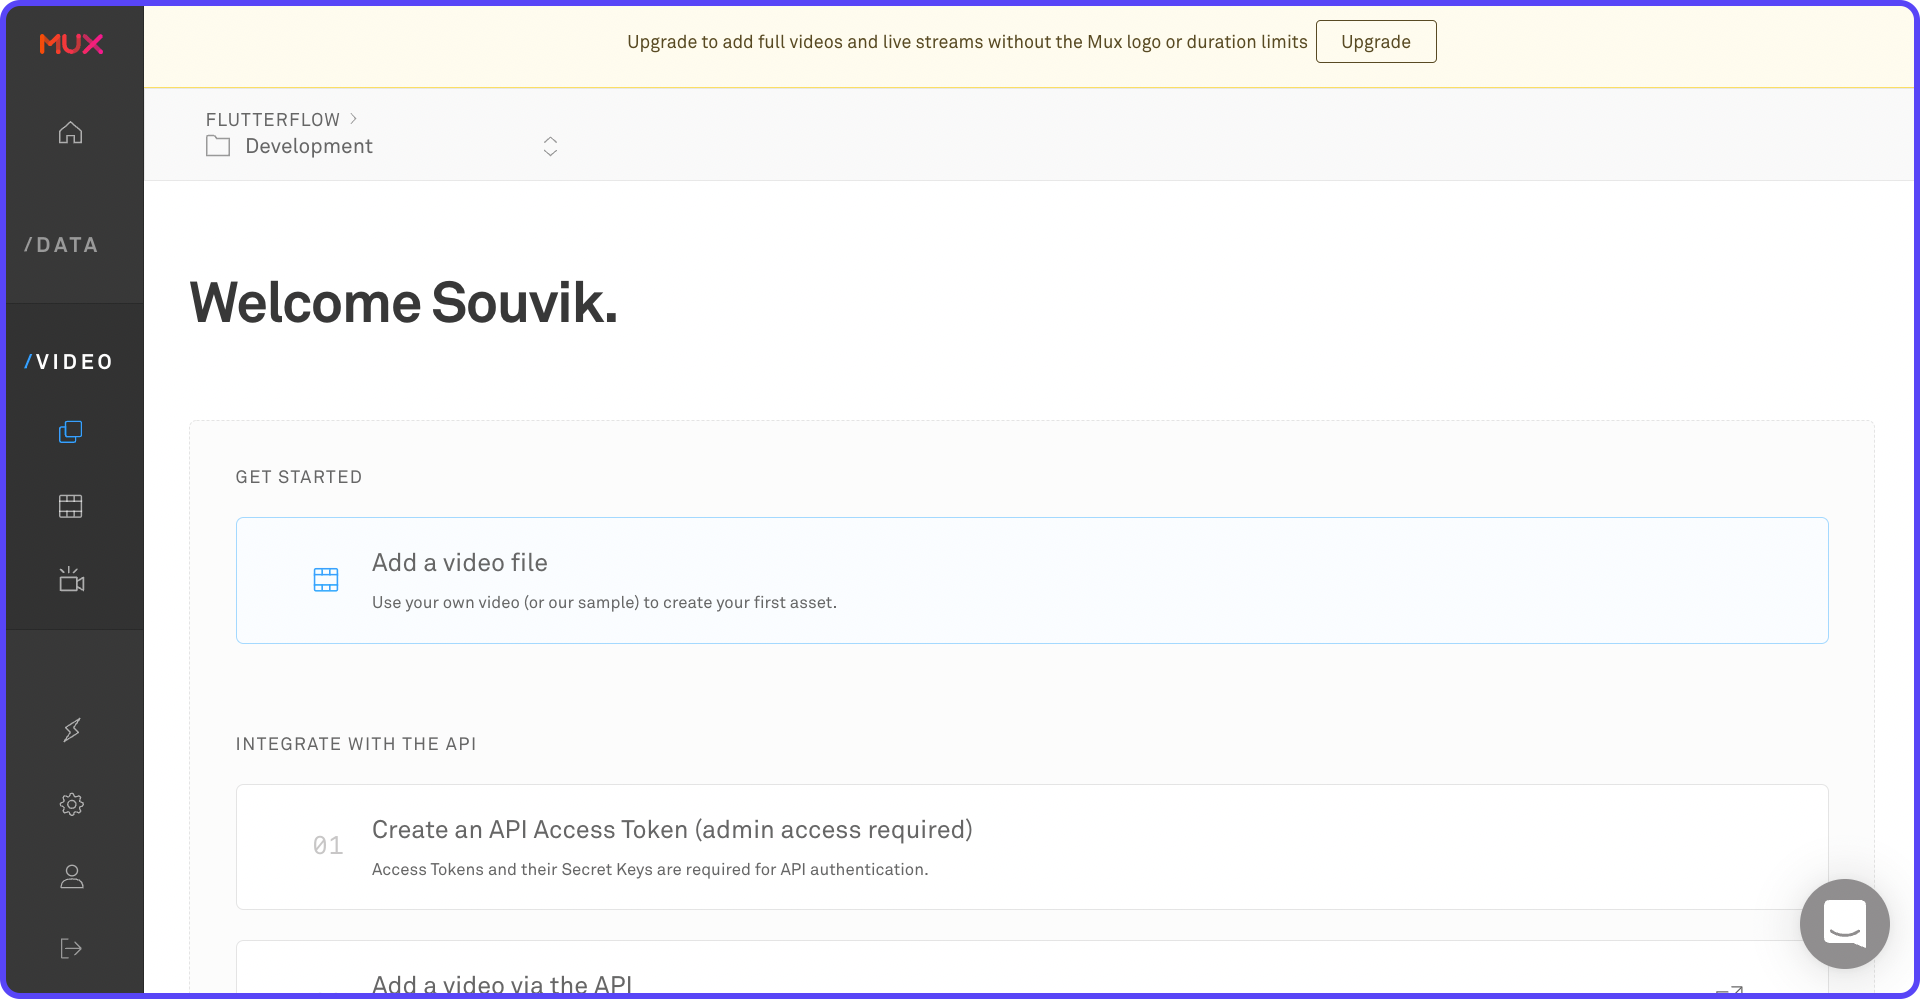 MUX
Upgrade to add full videos and live streams without the Mux logo or duration limits
Upgrade
FLUTTERFLOW
Development
/DATA
Welcome Souvik.
/VIDEO
GET STARTED
Add a video file
Use your own video (or our sample) to create your first asset.
INTEGRATE WITH THE API
01
Create an API Access Token (admin access required)
Access Tokens and their Secret Keys are required for API authentication.
Add a video via the API